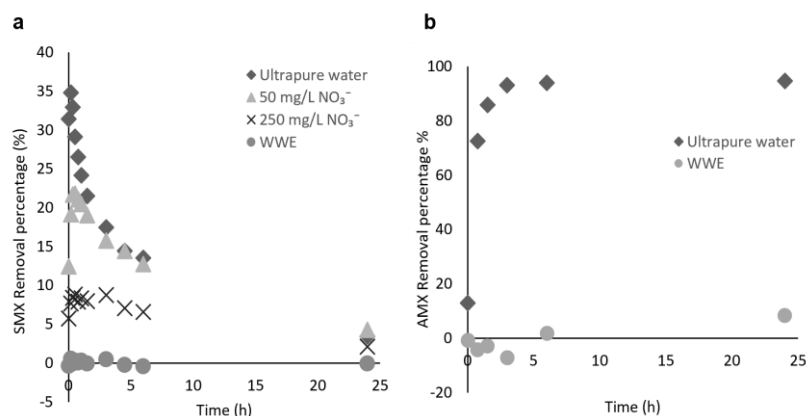 a
40
35
30
25
20
15
10
5
0
-5
SMX Removal percentage (%)
Ultrapure water
50 mg/L NO₃⁻
250 mg/L NO₃⁻
WWE
0
5
10
15
20
25
Time (h)
b
100
80
60
40
20
0
-20
AMX Removal percentage %
Ultrapure water
WWE
0
5
10
15
20
25
Time (h)